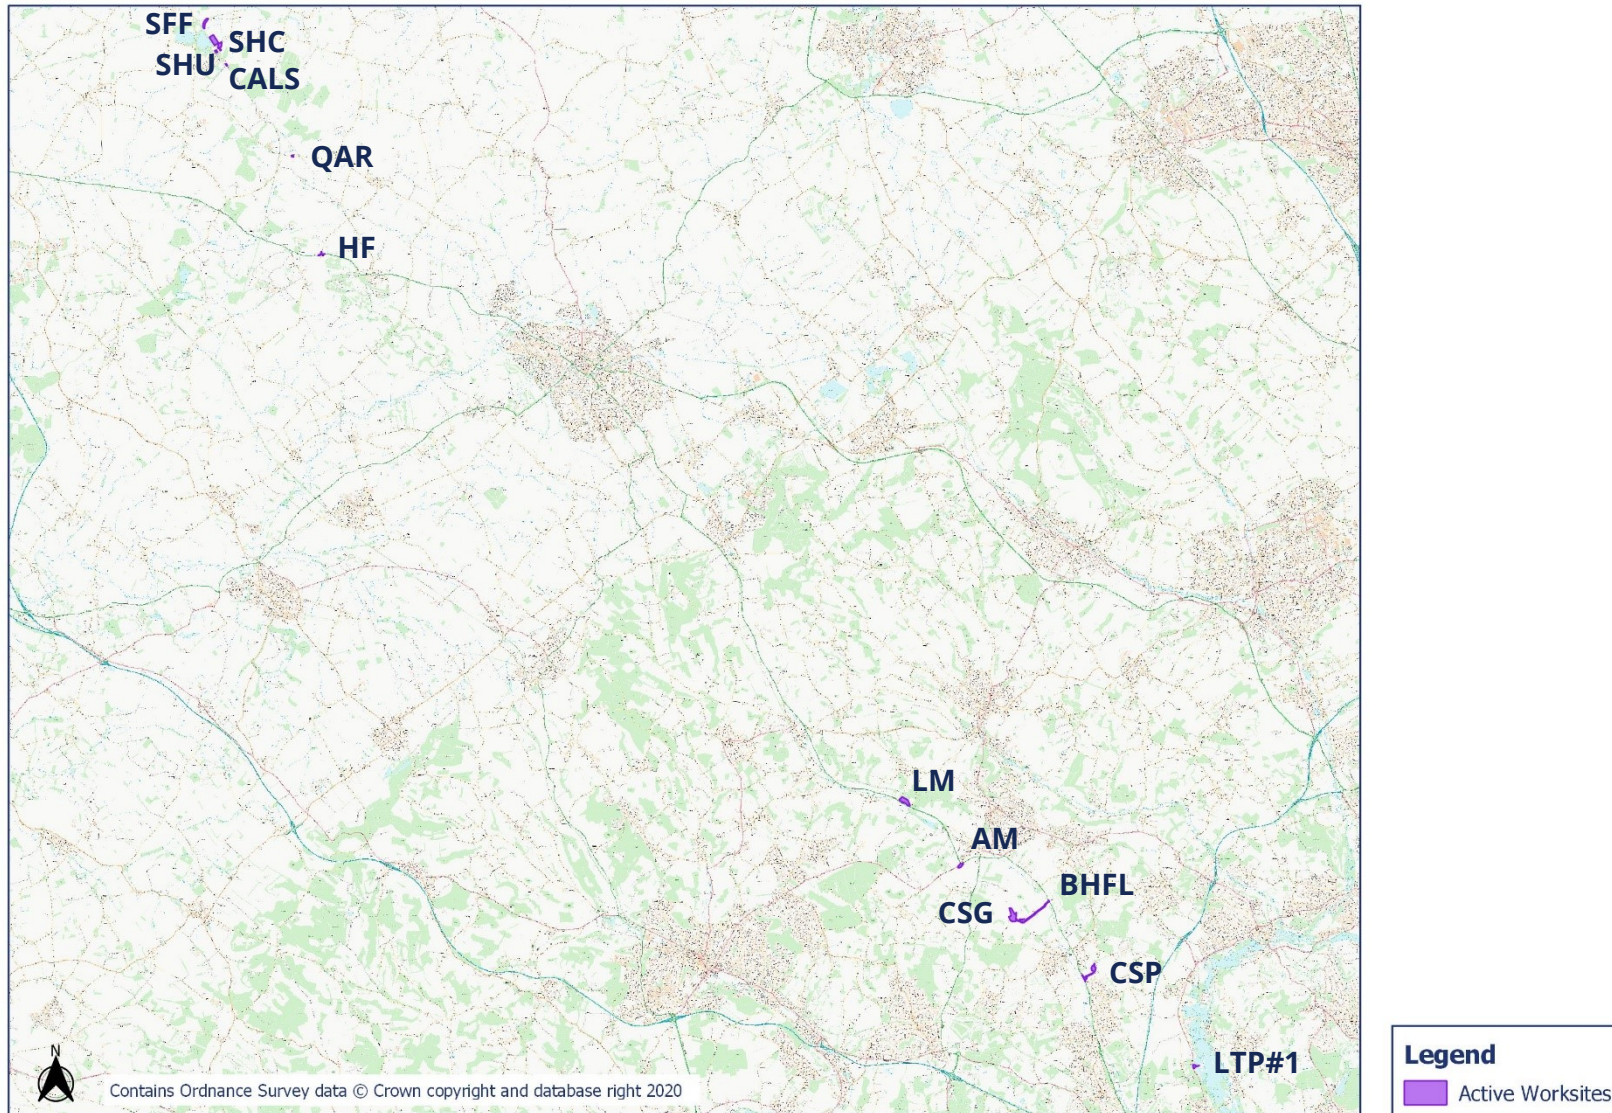 SFF
SHC
SHU
CALS
QAR
HF
LM
AM
BHFL
CSG
CSP
LTP#1
N
Contains Ordnance Survey data © Crown copyright and database right 2020
Legend
Active Worksites